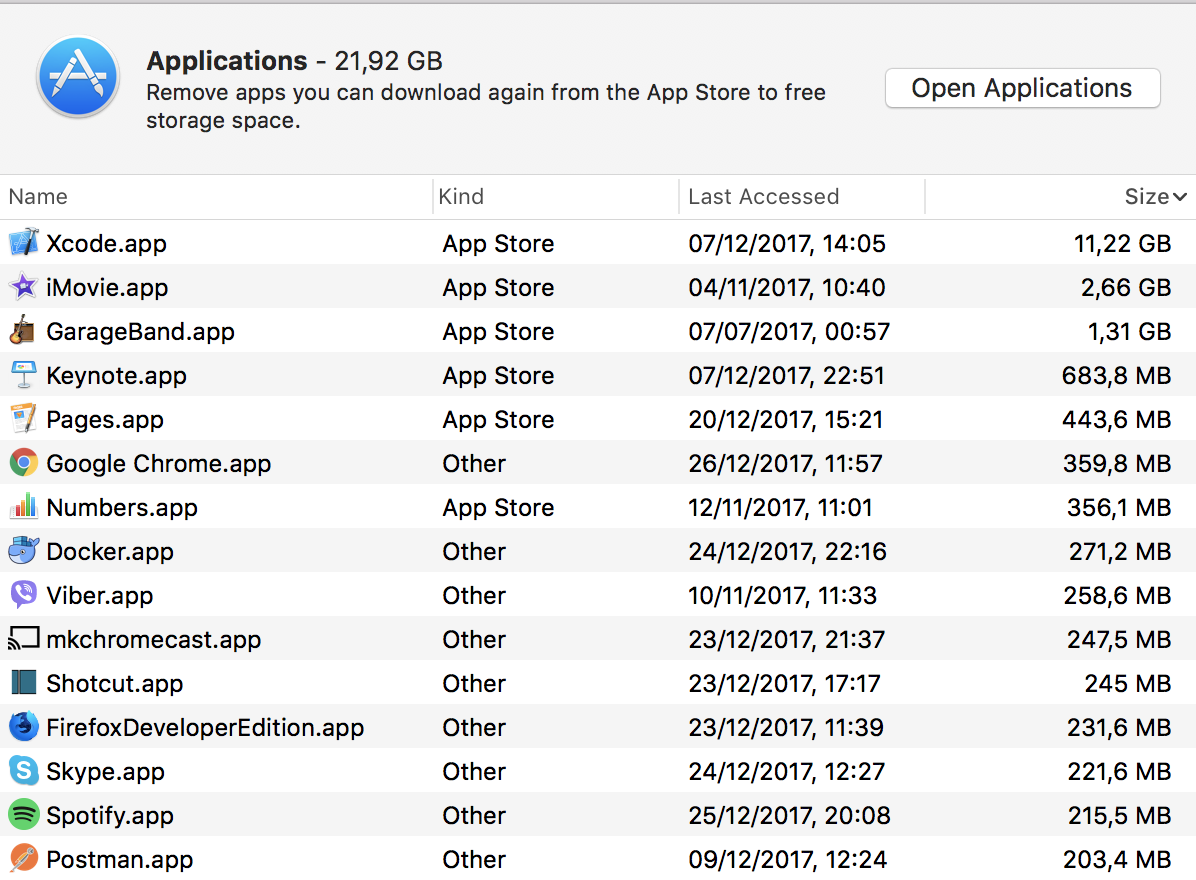 Applications - 21,92 GB
Remove apps you can download again from the App Store to free
storage space.
Open Applications
Name Kind Last Accessed Size
Xcode.app App Store 07/12/2017, 14:05 11,22 GB
iMovie.app App Store 04/11/2017, 10:40 2,66 GB
GarageBand.app App Store 07/07/2017, 00:57 1,31 GB
Keynote.app App Store 07/12/2017, 22:51 683,8 MB
Pages.app App Store 20/12/2017, 15:21 443,6 MB
Google Chrome.app Other 26/12/2017, 11:57 359,8 MB
Numbers.app App Store 12/11/2017, 11:01 356,1 MB
Docker.app Other 24/12/2017, 22:16 271,2 MB
Viber.app Other 10/11/2017, 11:33 258,6 MB
mkchromecast.app Other 23/12/2017, 21:37 247,5 MB
Shotcut.app Other 23/12/2017, 17:17 245 MB
FirefoxDeveloperEdition.app Other 23/12/2017, 11:39 231,6 MB
Skype.app Other 24/12/2017, 12:27 221,6 MB
Spotify.app Other 25/12/2017, 20:08 215,5 MB
Postman.app Other 09/12/2017, 12:24 203,4 MB